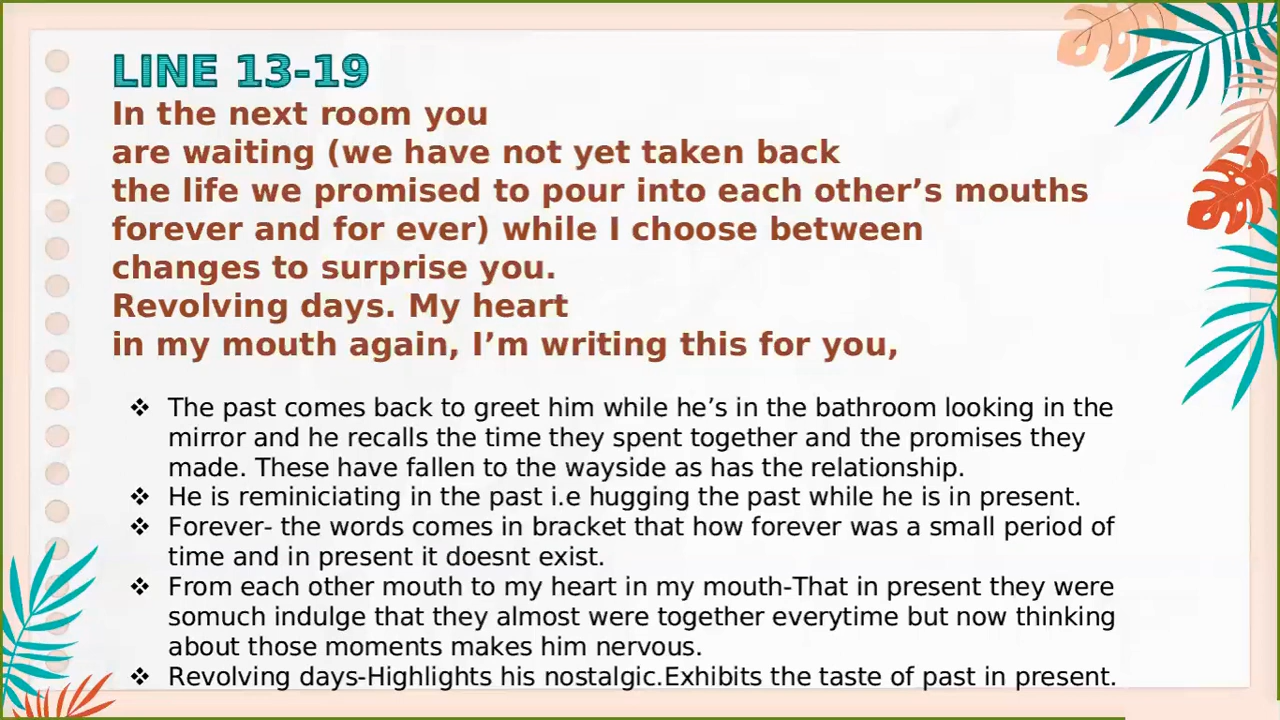 LINE 13-19
In the next room you
are waiting (we have not yet taken back
the life we promised to pour into each other’s mouths
forever and for ever) while I choose between
changes to surprise you.
Revolving days. My heart
in my mouth again, I’m writing this for you,
❖ The past comes back to greet him while he’s in the bathroom looking in the
mirror and he recalls the time they spent together and the promises they
made. These have fallen to the wayside as has the relationship.
❖ He is reminiciating in the past i.e hugging the past while he is in present.
❖ Forever- the words comes in bracket that how forever was a small period of
time and in present it doesnt exist.
❖ From each other mouth to my heart in my mouth-That in present they were
somuch indulge that they almost were together everytime but now thinking
about those moments makes him nervous.
❖ Revolving days-Highlights his nostalgic.Exhibits the taste of past in present.